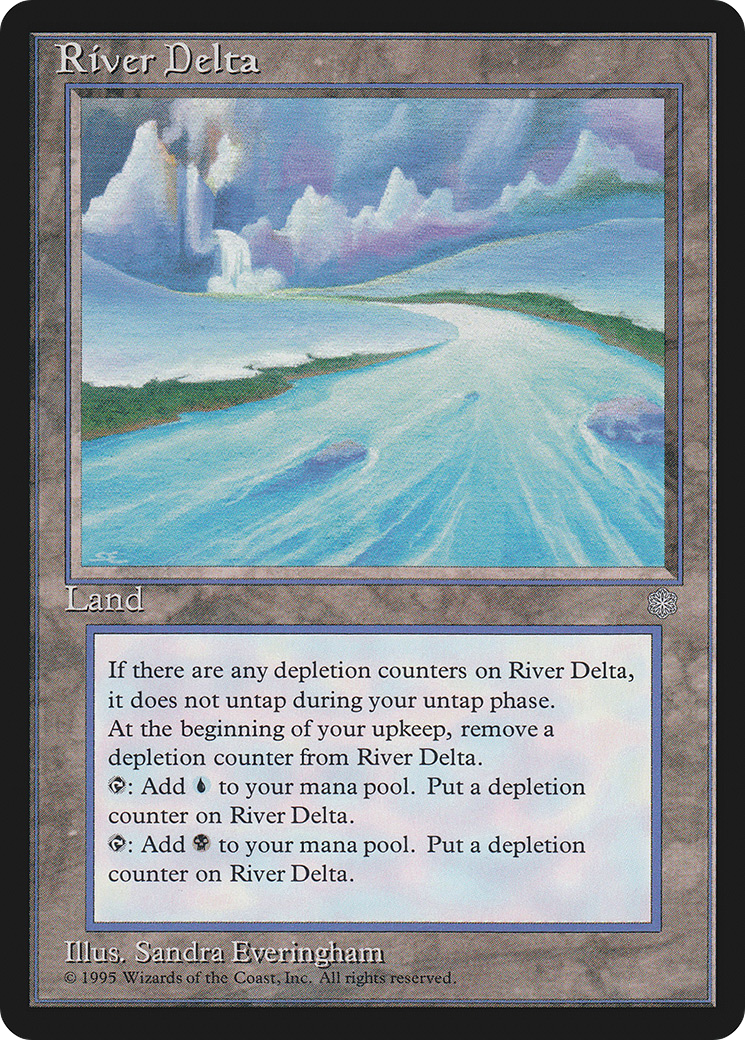 River Delta
SE
Land
If there are any depletion counters on River Delta,
it does not untap during your untap phase.
At the beginning of your upkeep, remove a
depletion counter from River Delta.
: Add to your mana pool. Put a depletion
counter on River Delta.
: Add to your mana pool. Put a depletion
counter on River Delta.
Illus. Sandra Everingham
© 1995 Wizards of the Coast, Inc. All rights reserved.